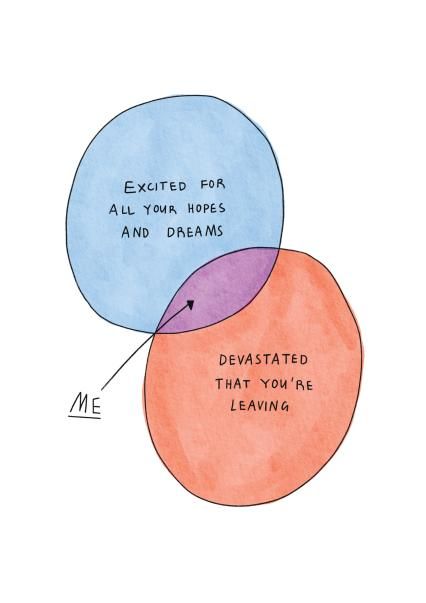 EXCITED FOR
ALL YOUR HOPES
AND DREAMS
DEVASTATED
THAT YOU'RE
LEAVING
ME